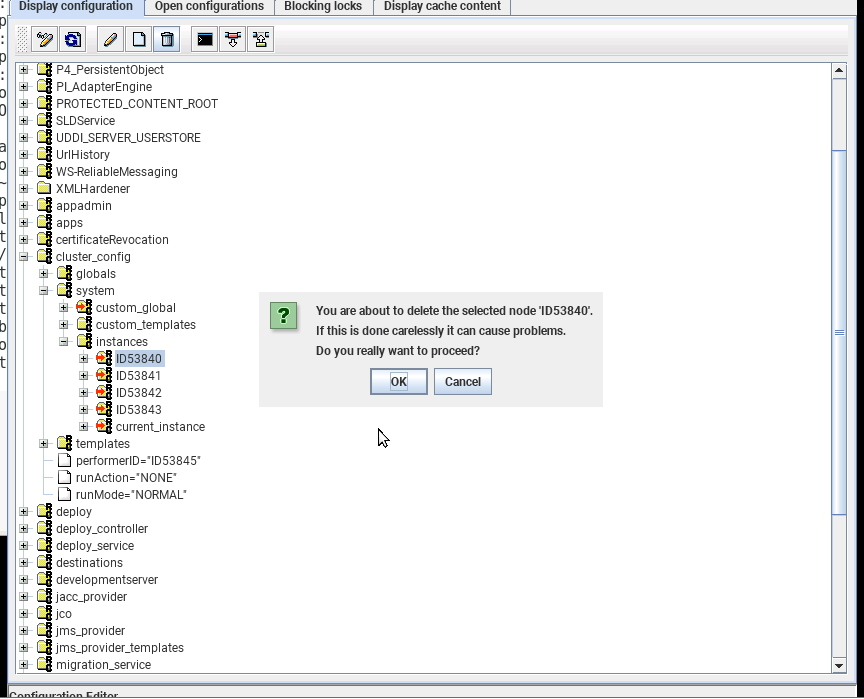 Display configuration Open configurations Blocking locks Display cache content
P4_PersistentObject
PI_AdapterEngine
PROTECTED_CONTENT_ROOT
SLDService
UDDI_SERVER_USERSTORE
UrlHistory
WS-ReliableMessaging
XMLHardener
appadmin
apps
certificateRevocation
cluster_config
globals
system
custom_global
custom_templates
instances
ID53840
ID53841
ID53842
ID53843
current_instance
templates
performerID="ID53845"
runAction="NONE"
runMode="NORMAL"
deploy
deploy_controller
deploy_service
destinations
developmentserver
jacc_provider
jco
jms_provider
jms_provider_templates
migration_service
You are about to delete the selected node 'ID53840'.
If this is done carelessly it can cause problems.
Do you really want to proceed?
OK Cancel
Configuration Editor